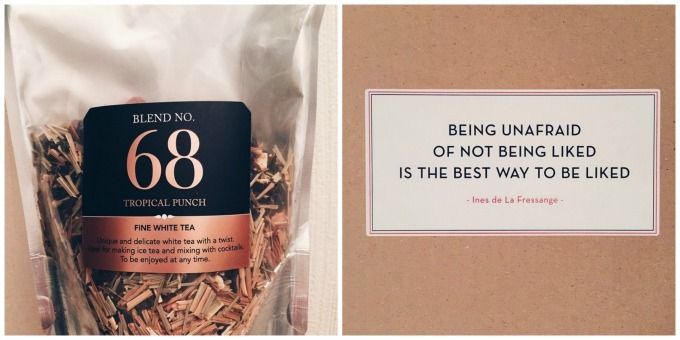 BLEND NO.
68
TROPICAL PUNCH
FINE WHITE TEA
Unique and delicate white tea with a twist.
Ideal for making ice tea and mixing with cocktails.
To be enjoyed at any time.
BEING UNAFRAID
OF NOT BEING LIKED
IS THE BEST WAY TO BE LIKED
- Ines de La Fressange -